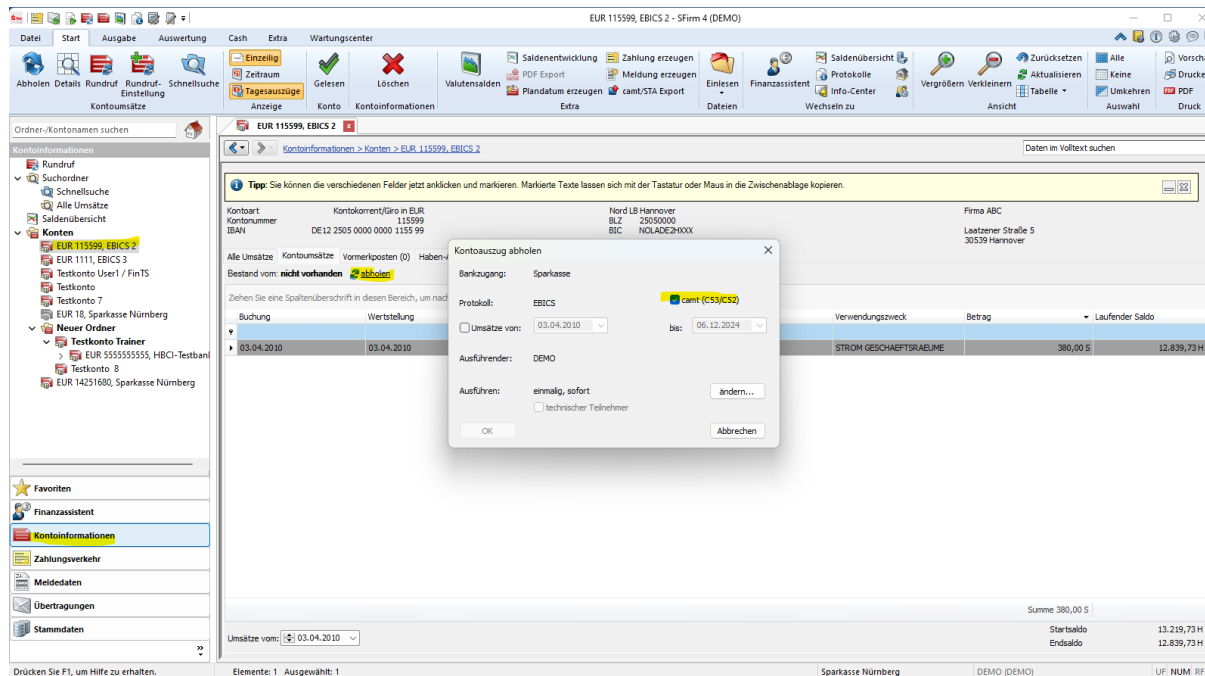 EUR 115599, EBICS 2 - SFirm 4 (DEMO)
Datei Start Ausgabe Auswertung Cash Extra Wartungscenter
Abholen Details Rundruf Rundruf-Einstellung Schnellsuche
Kontoumsätze
Einzeilig
Zeitraum
Tagesauszüge
Anzeige
Gelesen
Konto
Löschen
Kontoinformationen
Valutensalden
Saldenentwicklung
PDF Export
Plandatum erzeugen
Zahlung erzeugen
Meldung erzeugen
camt/STA Export
Extra
Einlesen
Dateien
Finanzassistent
Saldenübersicht
Protokolle
Info-Center
Wechseln zu
Vergrößern Verkleinern
Zurücksetzen
Aktualisieren
Tabelle
Ansicht
Alle
Keine
Umkehren
Auswahl
Vorsch
Drucke
PDF
Druck
Ordner-/Kontonamen suchen
Kontoinformationen
Rundruf
Suchordner
Schnellsuche
Alle Umsätze
Saldenübersicht
Konten
EUR 115599, EBICS 2
EUR 1111, EBICS 3
Testkonto User1 / FinTS
Testkonto
Testkonto 7
EUR 18, Sparkasse Nürnberg
Neuer Ordner
Testkonto Trainer
EUR 5555555555, HBCI-Testbank
Testkonto 8
EUR 14251680, Sparkasse Nürnberg
Favoriten
Finanzassistent
Kontoinformationen
Zahlungsverkehr
Meldedaten
Übertragungen
Stammdaten
EUR 115599, EBICS 2
Kontoinformationen > Konten > EUR 115599, EBICS 2
Daten im Volltext suchen
Tipp: Sie können die verschiedenen Felder jetzt anklicken und markieren. Markierte Texte lassen sich mit der Tastatur oder Maus in die Zwischenablage kopieren.
Kontoart Kontokorrent/Giro in EUR Nord LB Hannover Firma ABC
Kontonummer 115599 BLZ 25050000
IBAN DE12 2505 0000 0000 1155 99 BIC NOLADE2HXXX Laatzener Straße 5
30539 Hannover
Alle Umsätze Kontoumsätze Vormerkposten (0) Haben-
Bestand vom: nicht vorhanden abholen
Ziehen Sie eine Spaltenüberschrift in diesen Bereich, um nach
Buchung Wertstellung Verwendungszweck Betrag Laufender Saldo
03.04.2010 03.04.2010 STROM GESCHAEFTSRAEUME 380,00 S 12.839,73 H
Kontoauszug abholen
Bankzugang: Sparkasse
Protokoll: EBICS camt (C53/C52)
Umsätze von: 03.04.2010 bis: 06.12.2024
Ausführender: DEMO
Ausführen: einmalig, sofort ändern...
technischer Teilnehmer
OK Abbrechen
Summe 380,00 S
Umsätze vom: 03.04.2010
Startsaldo 13.219,73 H
Endsaldo 12.839,73 H
Drücken Sie F1, um Hilfe zu erhalten. Elemente: 1 Ausgewählt: 1 Sparkasse Nürnberg DEMO (DEMO) UF NUM RF